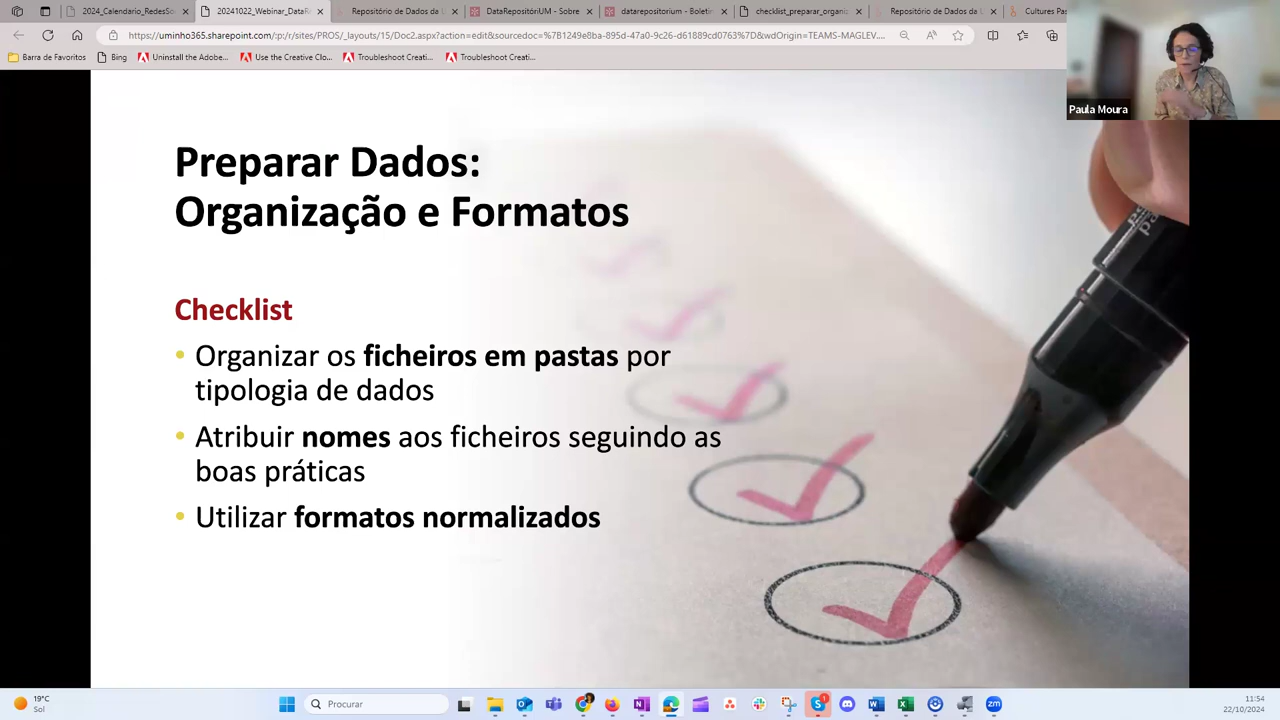 2024_Calendário_RedesSoc
20241022_Webinar_DataRe
Repositório de Dados da U
DataRepositóriUM - Sobre
datarepositorium - Boletin
checklist_preparar_organiz
Repositório de Dados da U
Cultures Pas
https://uminho365.sharepoint.com/:p:/r/sites/PROS/_layouts/15/Doc2.aspx?action=edit&sourcedoc=%7B1249e8ba-895d-47a0-9c26-d61889cd0763%7D&wdOrigin=TEAMS-MAGLEV....
Barra de Favoritos
Bing
Uninstall the Adobe...
Use the Creative Clo...
Troubleshoot Creati...
Troubleshoot Creati...
Paula Moura
Preparar Dados:
Organização e Formatos
Checklist
• Organizar os ficheiros em pastas por
tipologia de dados
• Atribuir nomes aos ficheiros seguindo as
boas práticas
• Utilizar formatos normalizados
19°C
Sol
Procurar
11:54
22/10/2024